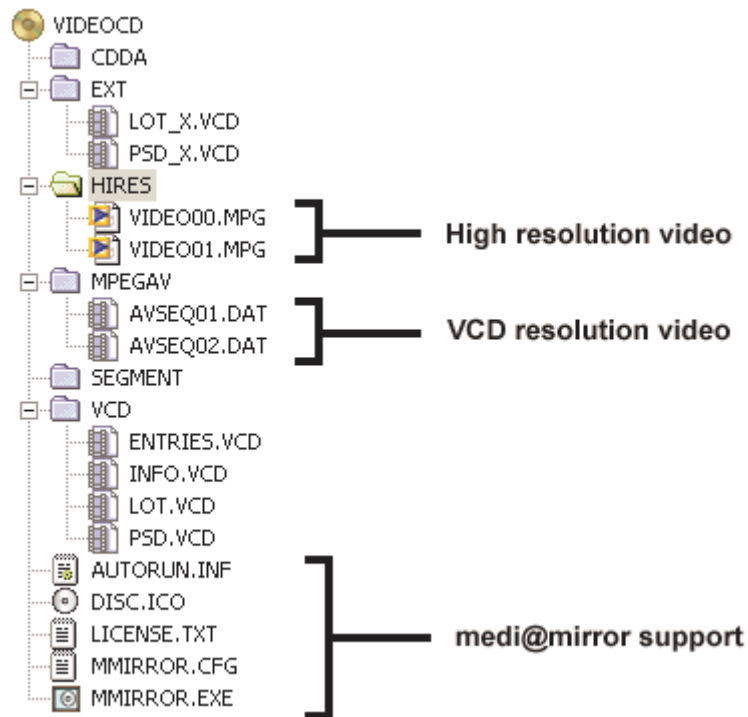 VIDEOCD
CDDA
EXT
LOT_X.VCD
PSD_X.VCD
HIRES
VIDEO00.MPG
VIDEO01.MPG
High resolution video
MPEGAV
AVSEQ01.DAT
AVSEQ02.DAT
VCD resolution video
SEGMENT
VCD
ENTRIES.VCD
INFO.VCD
LOT.VCD
PSD.VCD
AUTORUN.INF
DISC.ICO
LICENSE.TXT
MMIRROR.CFG
MMIRROR.EXE
medi@mirror support